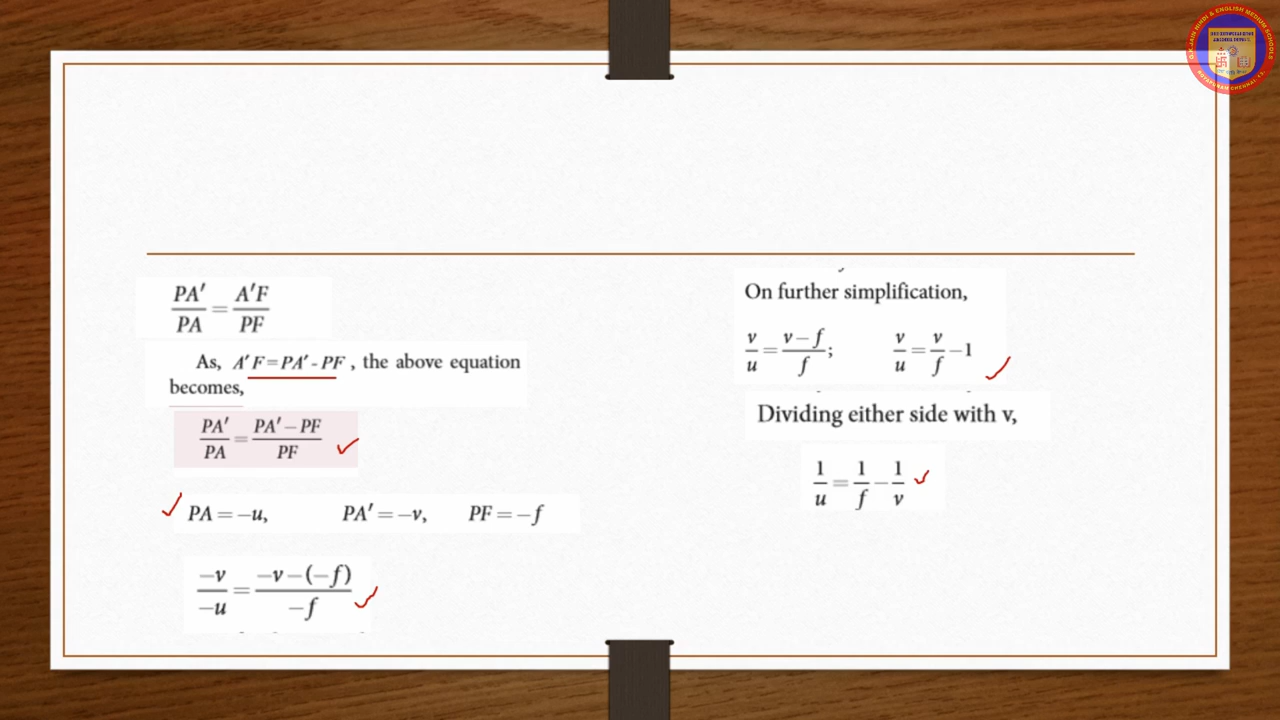 PA′/PA = A′F/PF
As, A′F=PA′-PF, the above equation
becomes,
PA′/PA = PA′−PF/PF
PA = −u, PA′ = −v, PF = −f
−v/−u = −v−(−f)/−f
On further simplification,
v/u = v−f/f; v/u = v/f −1
Dividing either side with v,
1/u = 1/f − 1/v